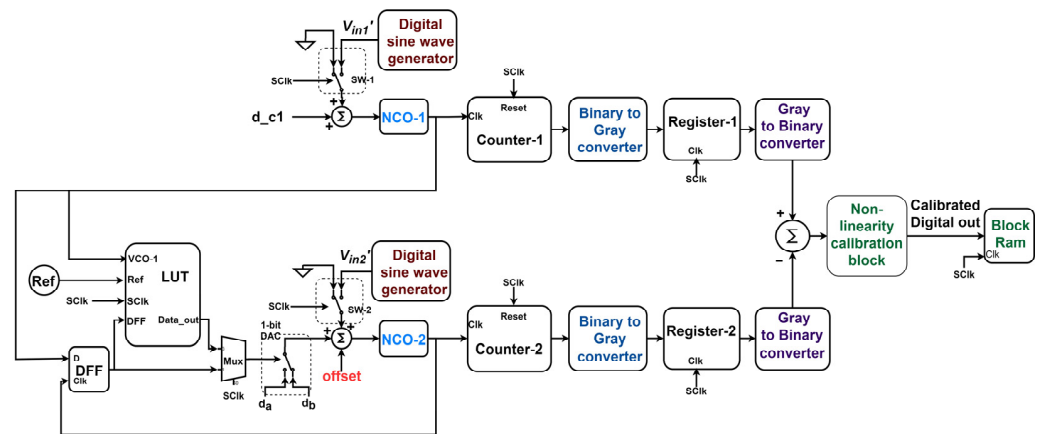 V_in1'
Digital
sine wave
generator
SClk
SW-1
+
d_c1
+
Σ
NCO-1
SClk
Reset
Clk
Counter-1
Binary to
Gray
converter
Register-1
Clk
SClk
Gray
to Binary
converter
VCO-1
LUT
Ref
Ref
SClk
SClk
DFF
Data_out
D
DFF
Clk
Mux
SClk
1-bit
DAC
d_a
d_b
V_in2'
Digital
sine wave
generator
SClk
SW-2
+
+
Σ
offset
NCO-2
SClk
Reset
Clk
Counter-2
Binary to
Gray
converter
Register-2
Clk
SClk
Gray
to Binary
converter
+
Σ
−
Non-
linearity
calibration
block
Calibrated
Digital out
Block
Ram
Clk
SClk